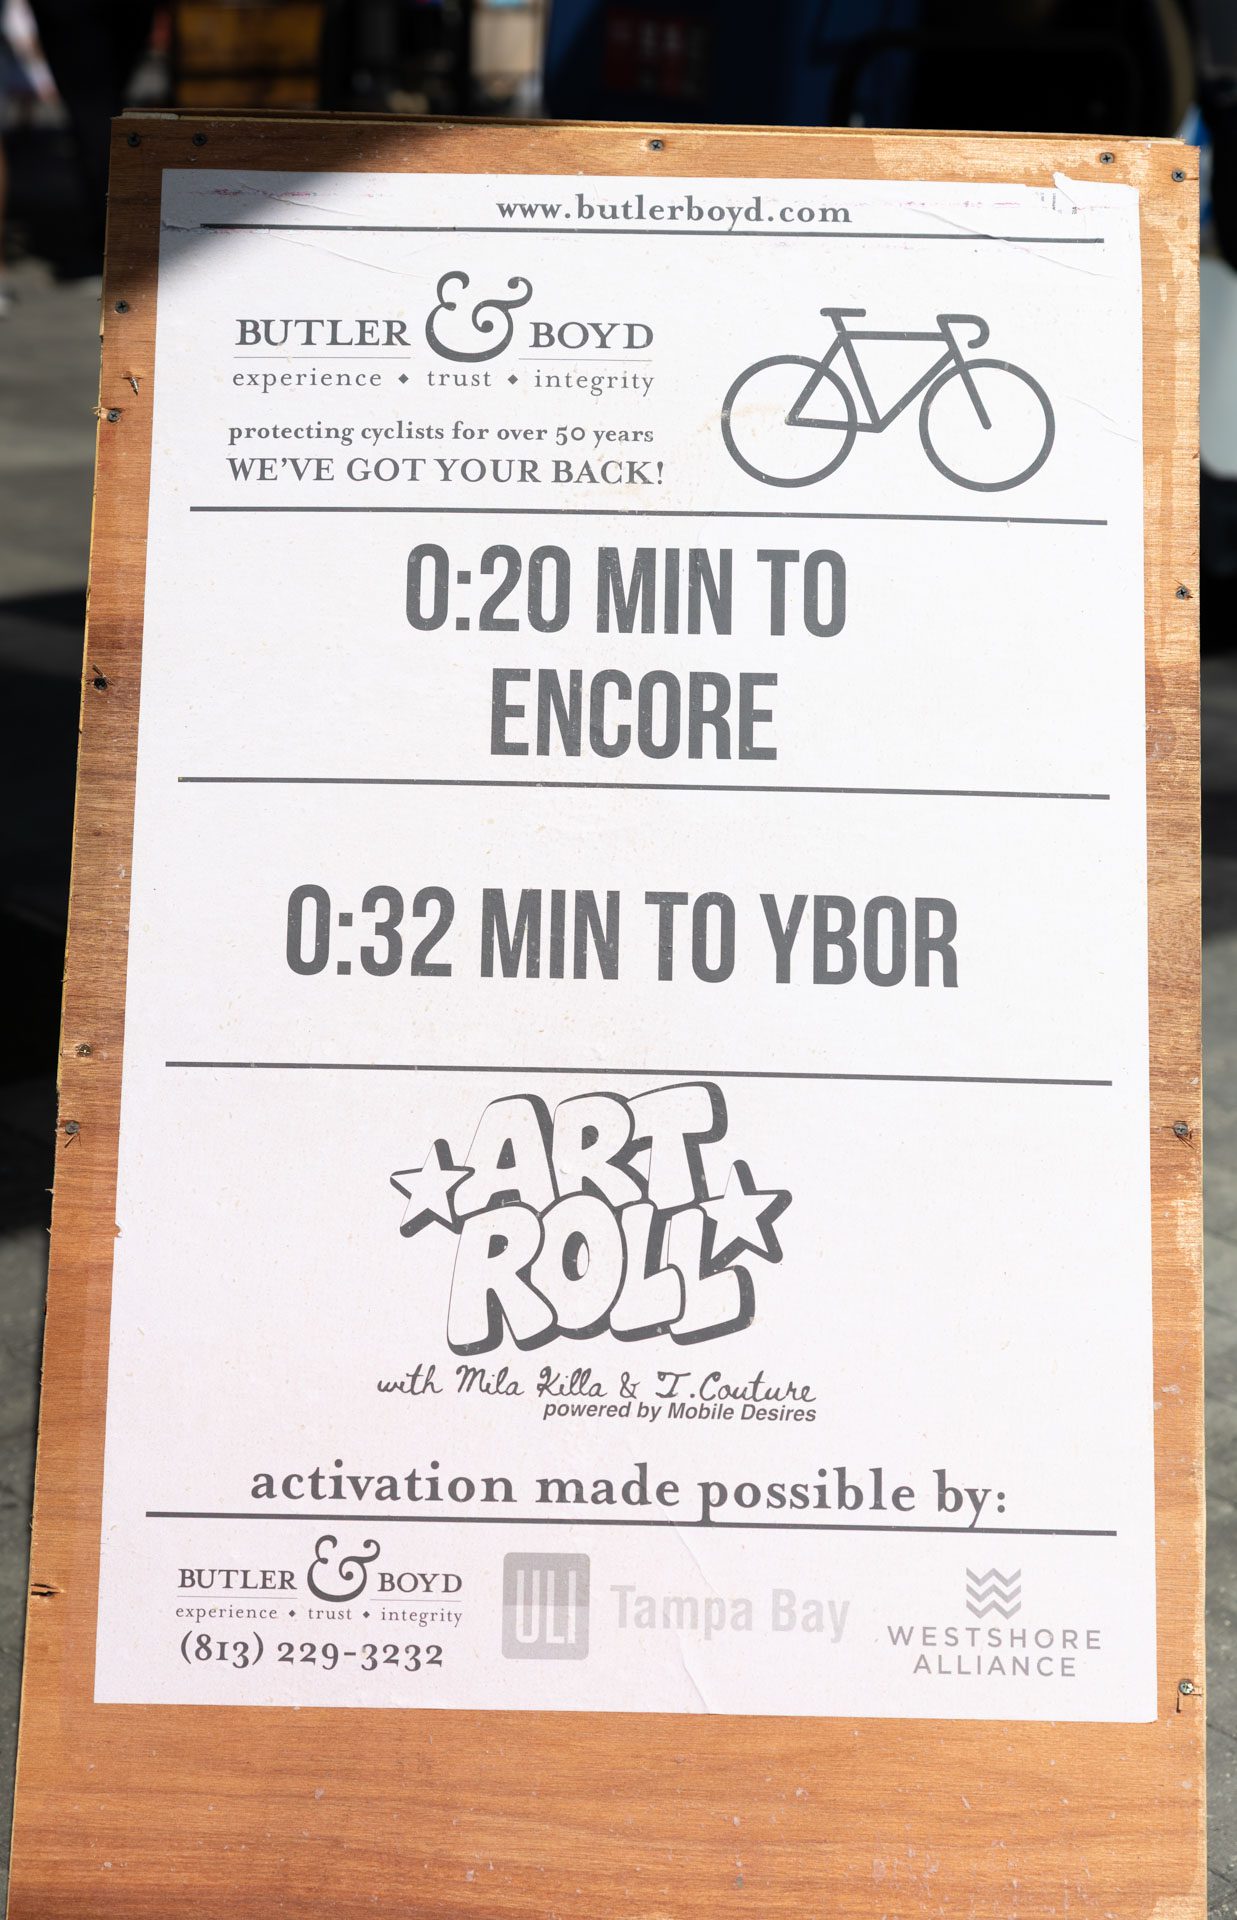 www.butlerboyd.com
BUTLER & BOYD
experience ◆ trust ◆ integrity
protecting cyclists for over 50 years
WE'VE GOT YOUR BACK!
0:20 MIN TO
ENCORE
0:32 MIN TO YBOR
ART
ROLL
with Mila Killa & T.Couture
powered by Mobile Desires
activation made possible by:
BUTLER & BOYD
experience ◆ trust ◆ integrity
(813) 229-3232
ULI Tampa Bay
WESTSHORE
ALLIANCE